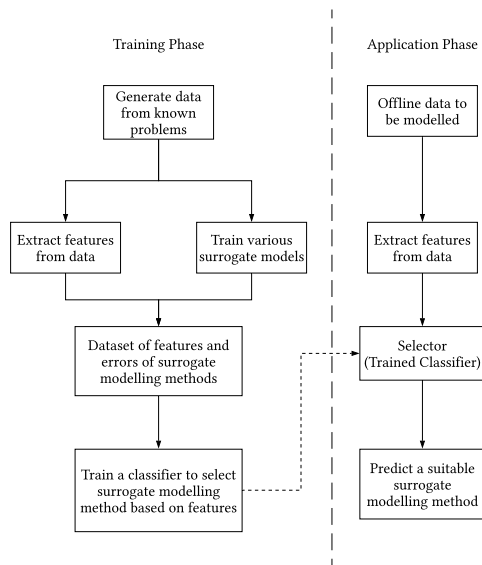 Training Phase
Application Phase
Generate data
from known
problems
Offline data to
be modelled
Extract features
from data
Train various
surrogate models
Extract features
from data
Dataset of features and
errors of surrogate
modelling methods
Selector
(Trained Classifier)
Train a classifier to select
surrogate modelling
method based on features
Predict a suitable
surrogate
modelling method